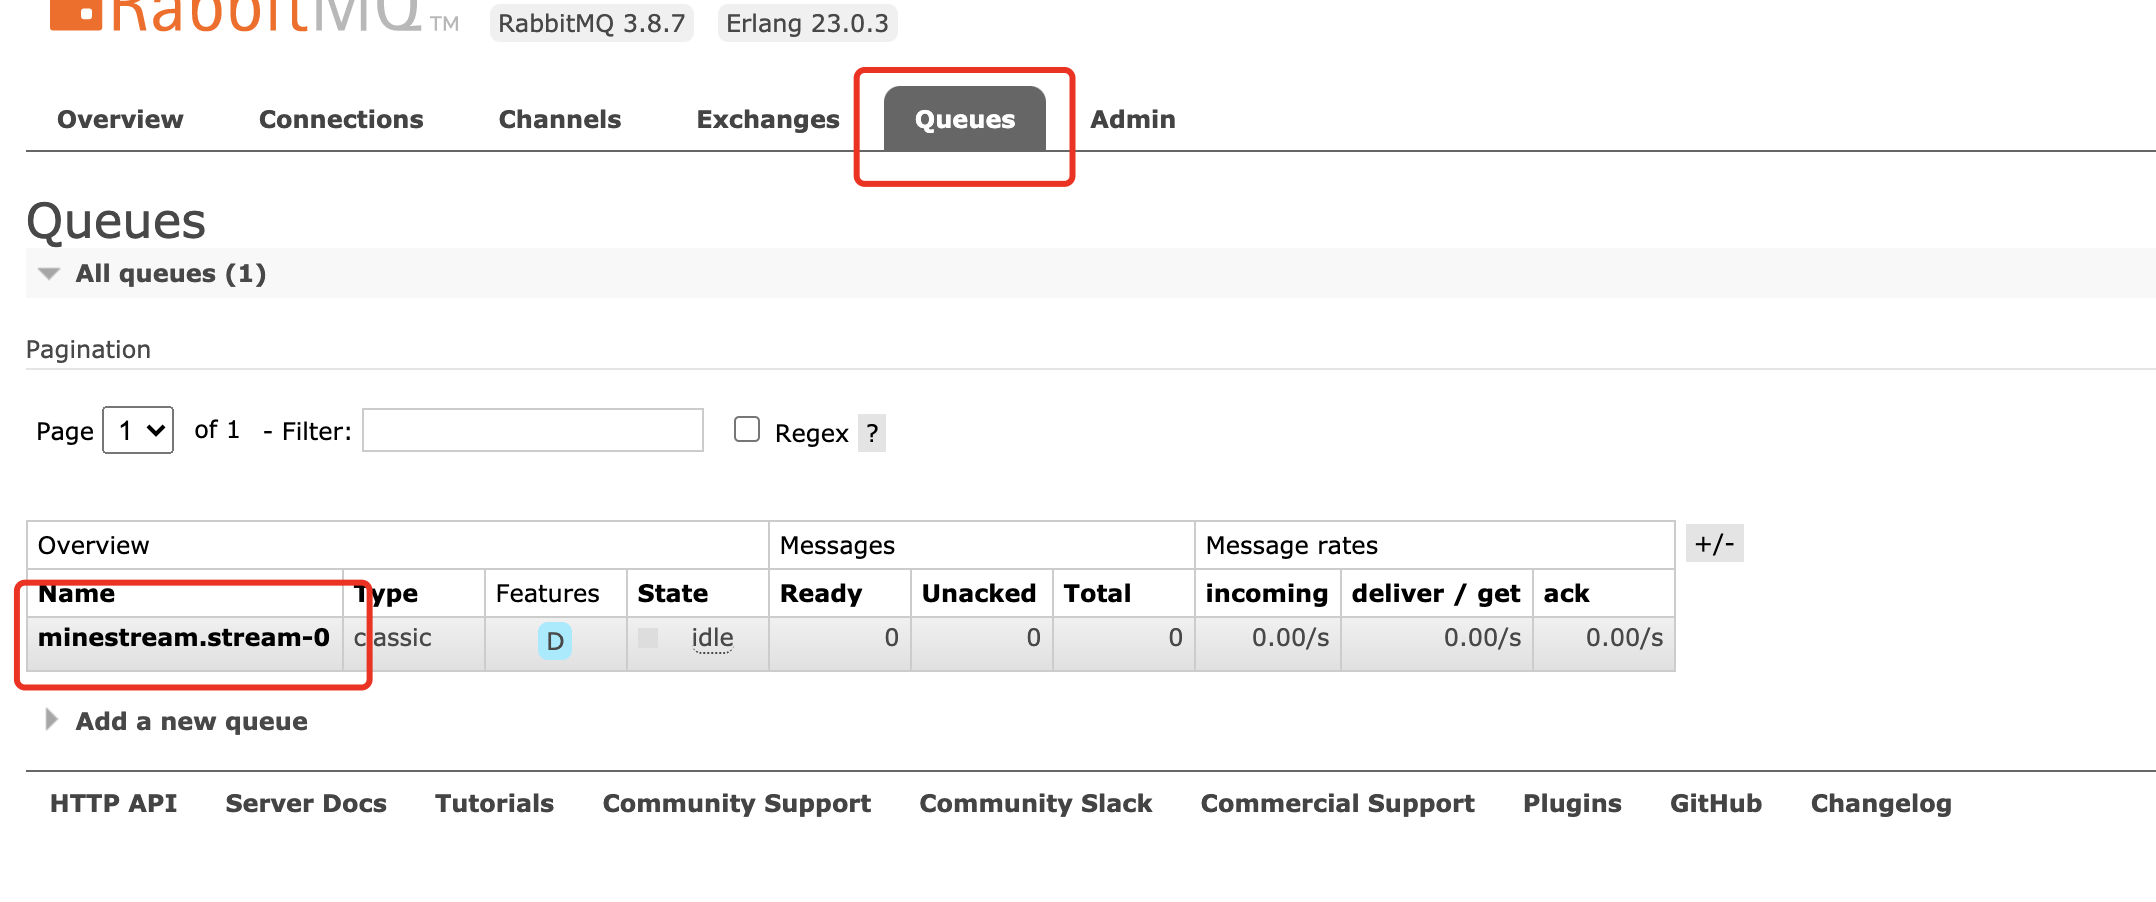 RabbitMQ TM RabbitMQ 3.8.7 Erlang 23.0.3
Overview Connections Channels Exchanges Queues Admin
Queues
All queues (1)
Pagination
Page 1 of 1 - Filter: Regex ?
Overview Messages Message rates +/-
Name Type Features State Ready Unacked Total incoming deliver / get ack
minestream.stream-0 classic D idle 0 0 0 0.00/s 0.00/s 0.00/s
Add a new queue
HTTP API Server Docs Tutorials Community Support Community Slack Commercial Support Plugins GitHub Changelog